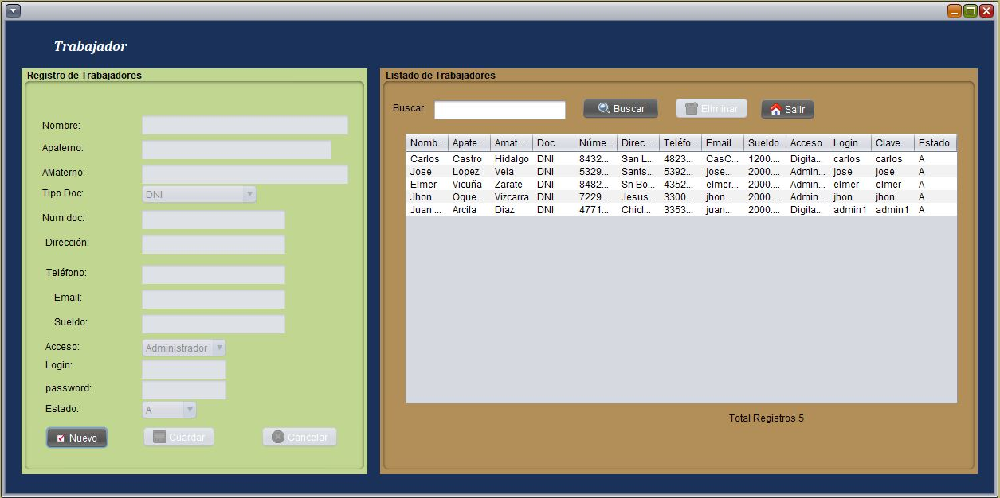 Trabajador
Registro de Trabajadores
Nombre:
Apaterno:
AMaterno:
Tipo Doc: DNI
Num doc:
Dirección:
Teléfono:
Email:
Sueldo:
Acceso: Administrador
Login:
password:
Estado: A
Nuevo Guardar Cancelar
Listado de Trabajadores
Buscar Buscar Eliminar Salir
Nomb... Apate... Amat... Doc Núme... Direc... Teléfo... Email Sueldo Acceso Login Clave Estado
Carlos Castro Hidalgo DNI 8432... San L... 4823... CasC... 1200.... Digita... carlos carlos A
Jose Lopez Vela DNI 5329... Sants... 5392... jose... 2000.... Admin... jose jose A
Elmer Vicuña Zarate DNI 8482... Sn Bo... 4352... elmer... 2000.... Admin... elmer elmer A
Jhon Oque... Vizcarra DNI 7229... Jesus... 3300... jhon... 2000.... Admin... jhon jhon A
Juan ... Arcila Diaz DNI 4771... Chicl... 3353... juan... 2000.... Digita... admin1 admin1 A
Total Registros 5